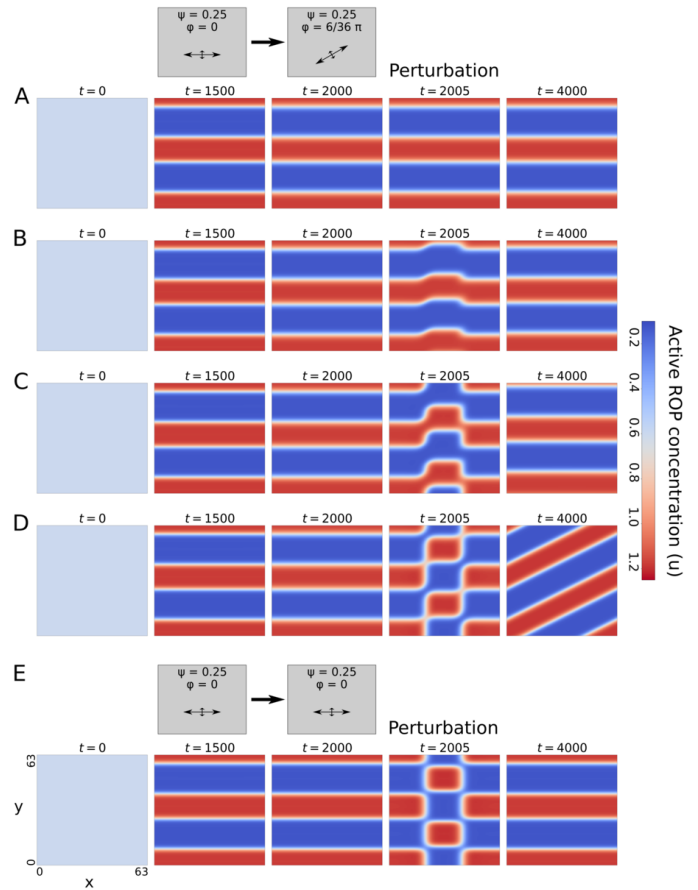 ψ = 0.25
φ = 0
ψ = 0.25
φ = 6/36 π
Perturbation
A
t = 0
t = 1500
t = 2000
t = 2005
t = 4000
B
t = 0
t = 1500
t = 2000
t = 2005
t = 4000
C
t = 0
t = 1500
t = 2000
t = 2005
t = 4000
D
t = 0
t = 1500
t = 2000
t = 2005
t = 4000
0.2
0.4
0.6
0.8
1.0
1.2
Active ROP concentration (u)
E
ψ = 0.25
φ = 0
ψ = 0.25
φ = 0
Perturbation
t = 0
t = 1500
t = 2000
t = 2005
t = 4000
63
y
0
0
63
x